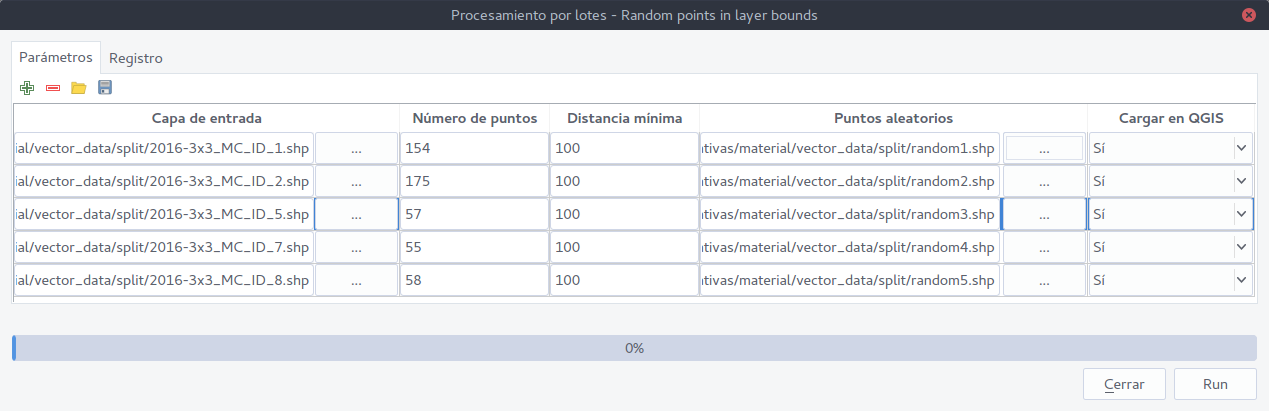 Procesamiento por lotes - Random points in layer bounds
Parámetros Registro
Capa de entrada Número de puntos Distancia mínima Puntos aleatorios Cargar en QGIS
ial/vector_data/split/2016-3x3_MC_ID_1.shp ... 154 100 ativas/material/vector_data/split/random1.shp ... Sí
ial/vector_data/split/2016-3x3_MC_ID_2.shp ... 175 100 ativas/material/vector_data/split/random2.shp ... Sí
ial/vector_data/split/2016-3x3_MC_ID_5.shp ... 57 100 ativas/material/vector_data/split/random3.shp ... Sí
ial/vector_data/split/2016-3x3_MC_ID_7.shp ... 55 100 ativas/material/vector_data/split/random4.shp ... Sí
ial/vector_data/split/2016-3x3_MC_ID_8.shp ... 58 100 ativas/material/vector_data/split/random5.shp ... Sí
0%
Cerrar Run